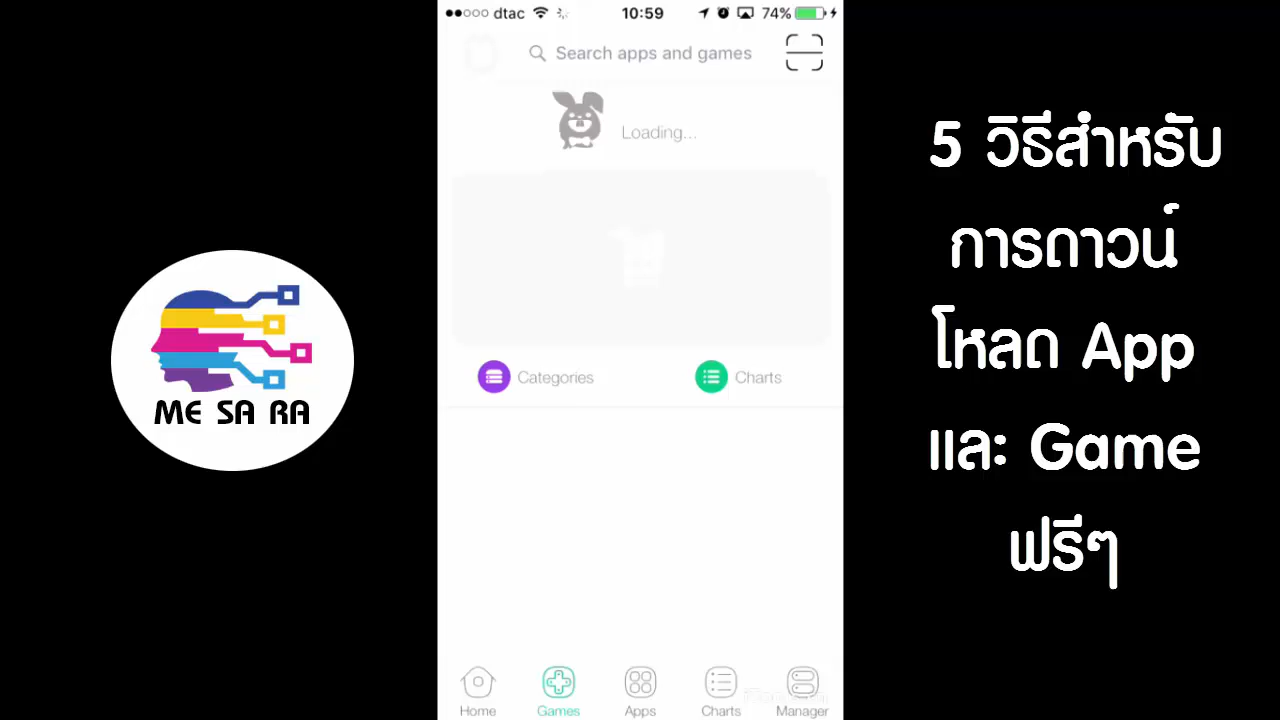 dtac
10:59
74%
Search apps and games
Loading...
Categories
Charts
Home
Games
Apps
Charts
Manager
ME SA RA
5 วิธีสำหรับ
การดาวน์
โหลด App
และ Game
ฟรีๆ